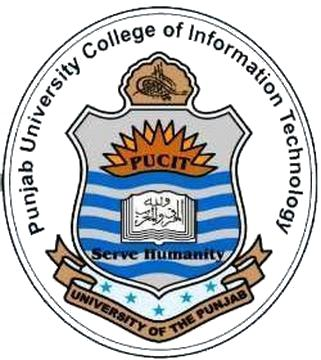 Punjab University College of Information Technology
PUCIT
Serve Humanity
UNIVERSITY OF THE PUNJAB